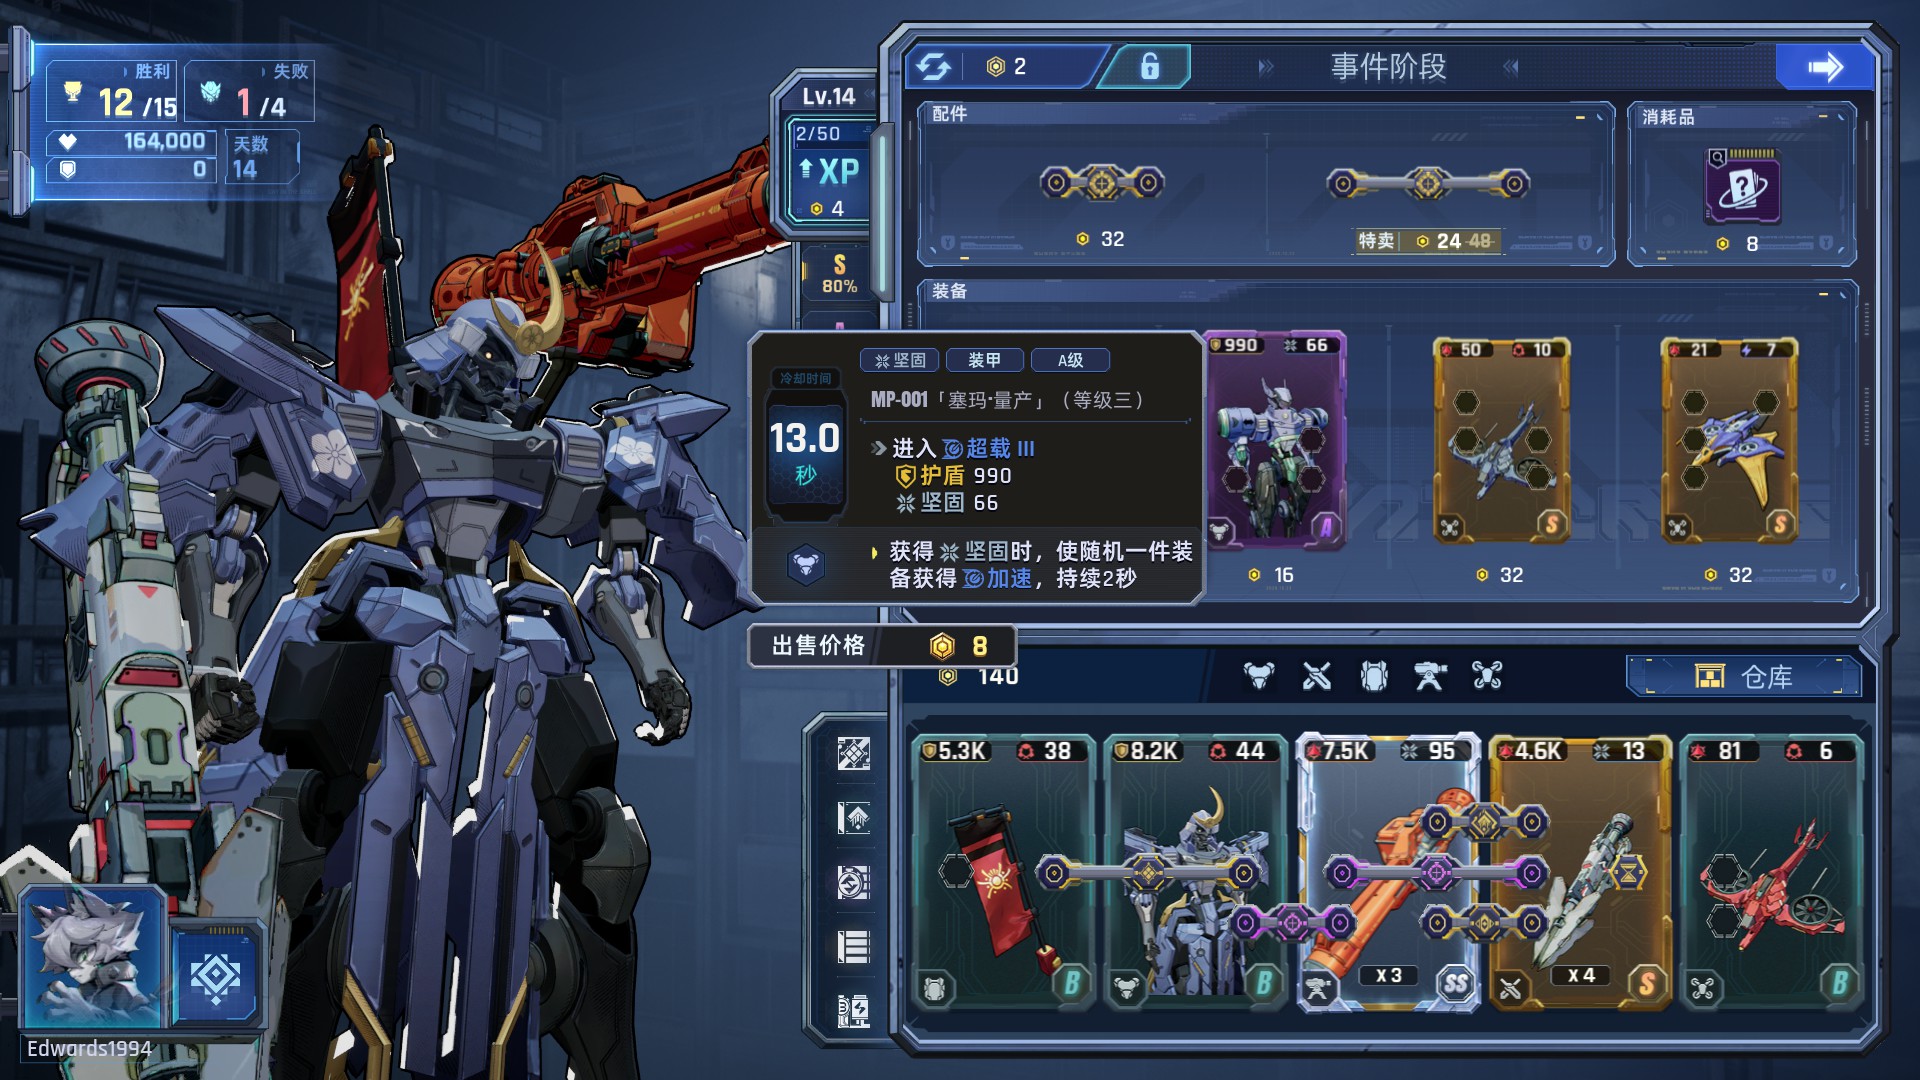 胜利
12 /15
失败
1 /4
164,000
0
天数
14
Lv.14
2/50
XP
4
S
80%
2
事件阶段
配件
32
特卖 24 48
消耗品
8
装备
990 66
A
16
50 10
S
32
21 7
S
32
坚固 装甲 A级
冷却时间
13.0
秒
MP-001「塞玛·量产」（等级三）
进入 超载 III
护盾 990
坚固 66
获得 坚固时，使随机一件装
备获得 加速，持续2秒
出售价格 8
140
仓库
5.3K 38
B
8.2K 44
B
7.5K 95
x3
SS
4.6K 13
x4
S
81 6
B
Edwards1994